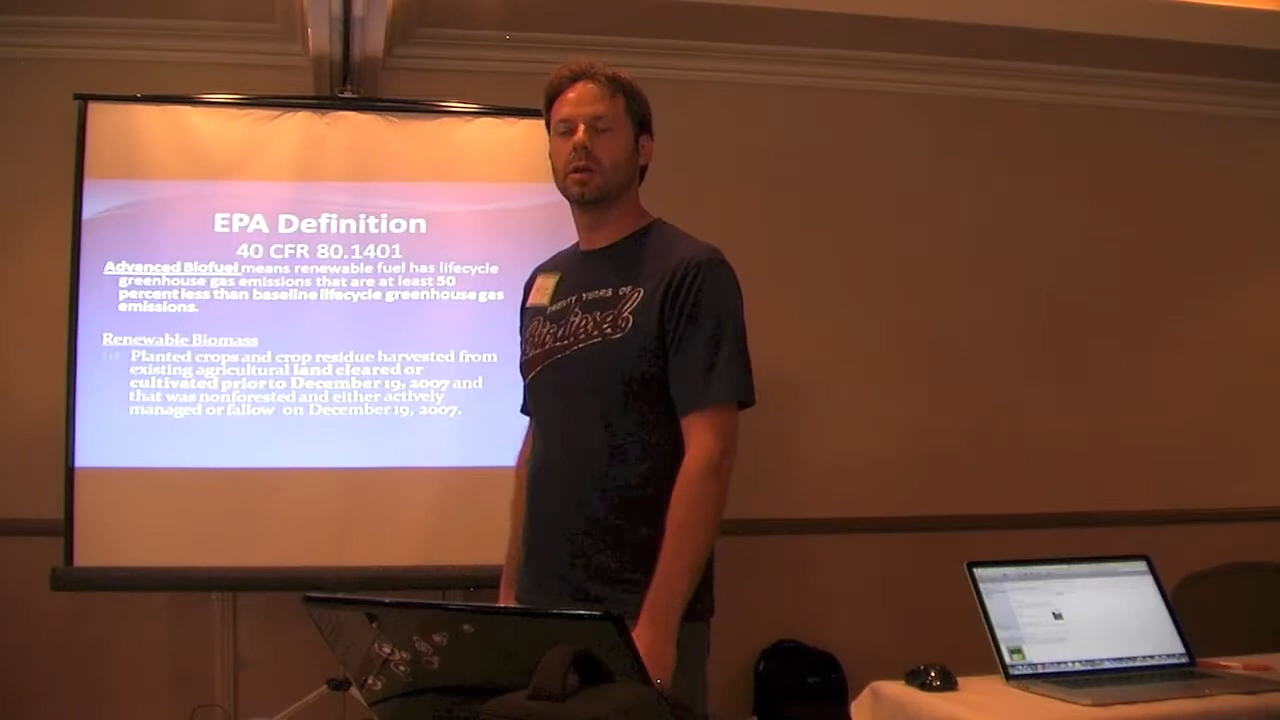 EPA Definition
40 CFR 80.1401
Advanced Biofuel means renewable fuel has lifecycle
greenhouse gas emissions that are at least 50
percent less than baseline lifecycle greenhouse gas
emissions.
Renewable Biomass
Planted crops and crop residue harvested from
existing agricultural land cleared or
cultivated prior to December 19, 2007 and
that was nonforested and either actively
managed or fallow on December 19, 2007.
TWENTY YEARS OF
Biodiesel